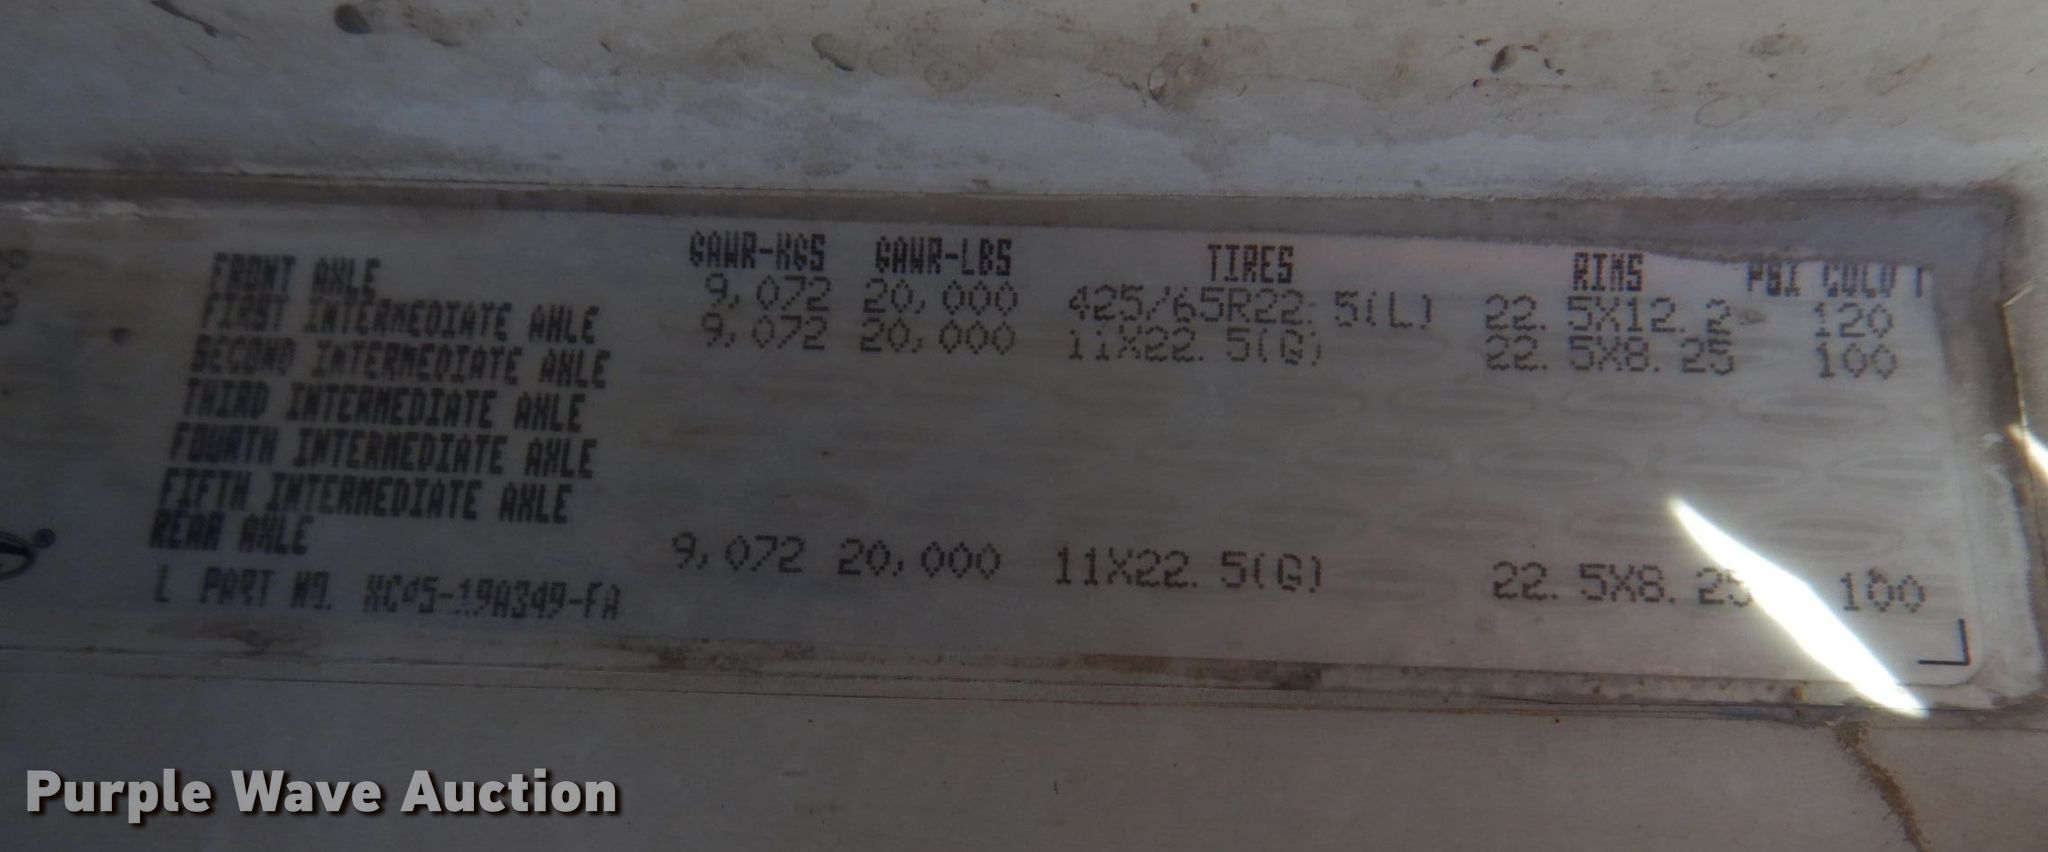 GAWR-KGS GAWR-LBS TIRES RIMS PSI COLD
FRONT AXLE 9,072 20,000 425/65R22.5(L) 22.5X12.2 120
FIRST INTERMEDIATE AXLE 9,072 20,000 11X22.5(G) 22.5X8.25 100
SECOND INTERMEDIATE AXLE
THIRD INTERMEDIATE AXLE
FOURTH INTERMEDIATE AXLE
FIFTH INTERMEDIATE AXLE
REAR AXLE 9,072 20,000 11X22.5(G) 22.5X8.25 100
L PART NO. XC45-19A349-FA
Purple Wave Auction